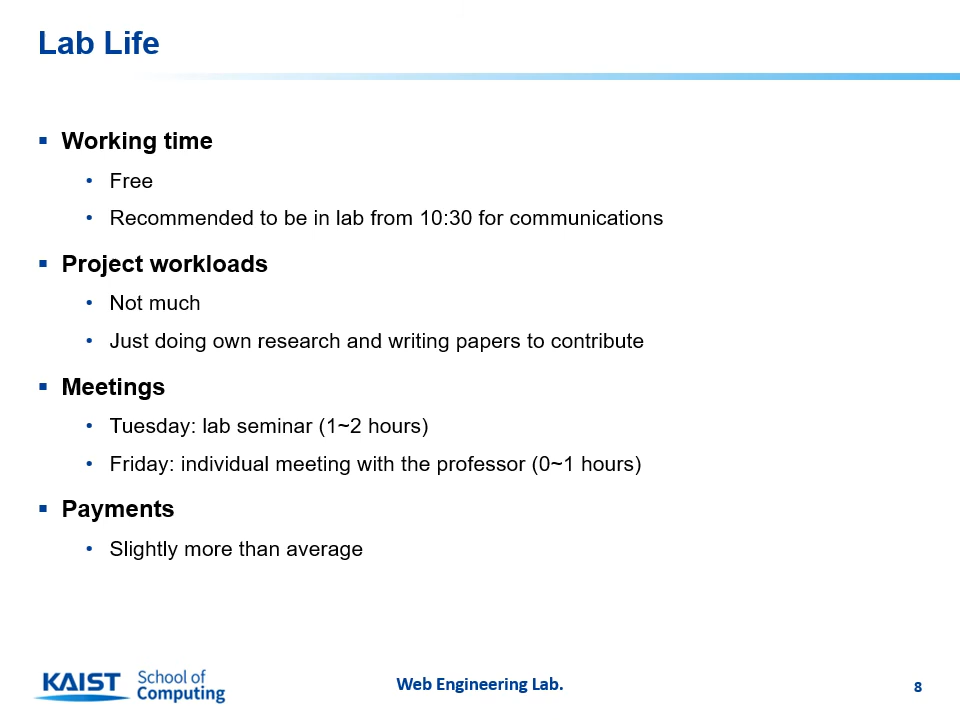 Lab Life
▪ Working time
• Free
• Recommended to be in lab from 10:30 for communications
▪ Project workloads
• Not much
• Just doing own research and writing papers to contribute
▪ Meetings
• Tuesday: lab seminar (1~2 hours)
• Friday: individual meeting with the professor (0~1 hours)
▪ Payments
• Slightly more than average
KAIST School of Computing
Web Engineering Lab.
8